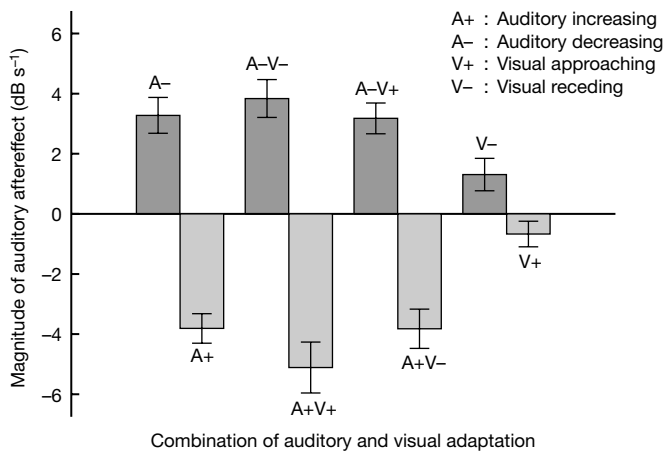 A+ : Auditory increasing
A– : Auditory decreasing
V+ : Visual approaching
V– : Visual receding
Magnitude of auditory aftereffect (dB s⁻¹)
6
4
2
0
–2
–4
–6
A–
A–V–
A–V+
V–
A+
A+V+
A+V–
V+
Combination of auditory and visual adaptation